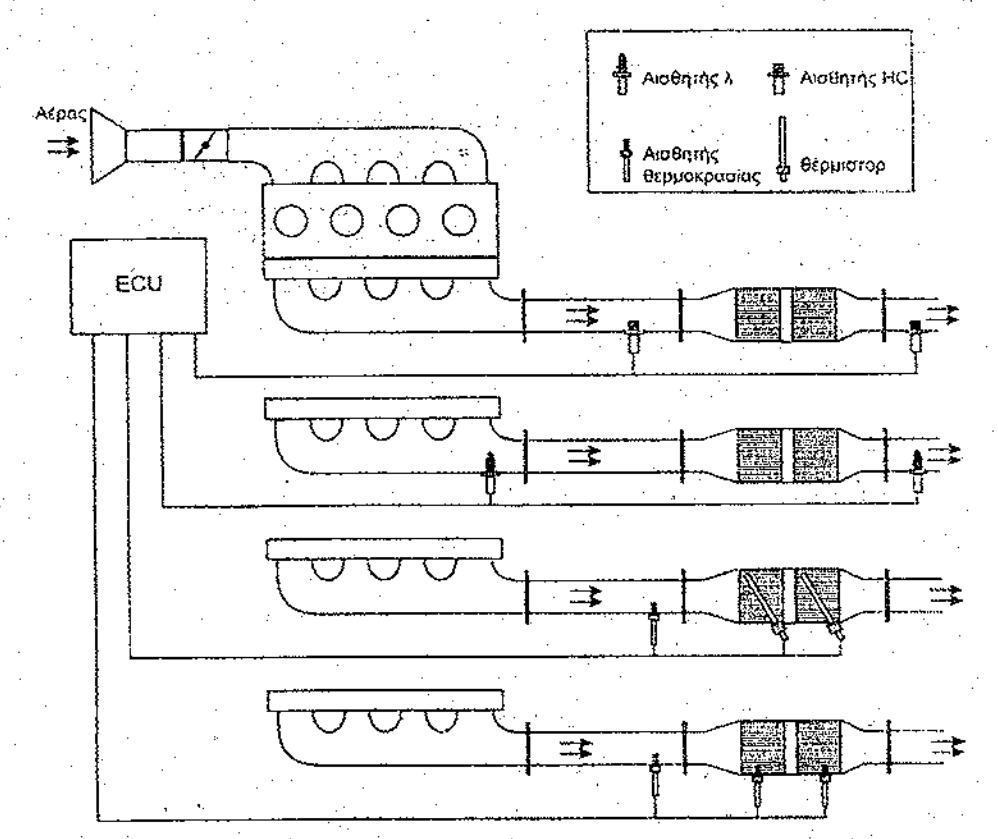 Αισθητής λ
Αισθητής HC
Αέρας
Αισθητής
θερμοκρασίας
θέρμιστορ
ECU